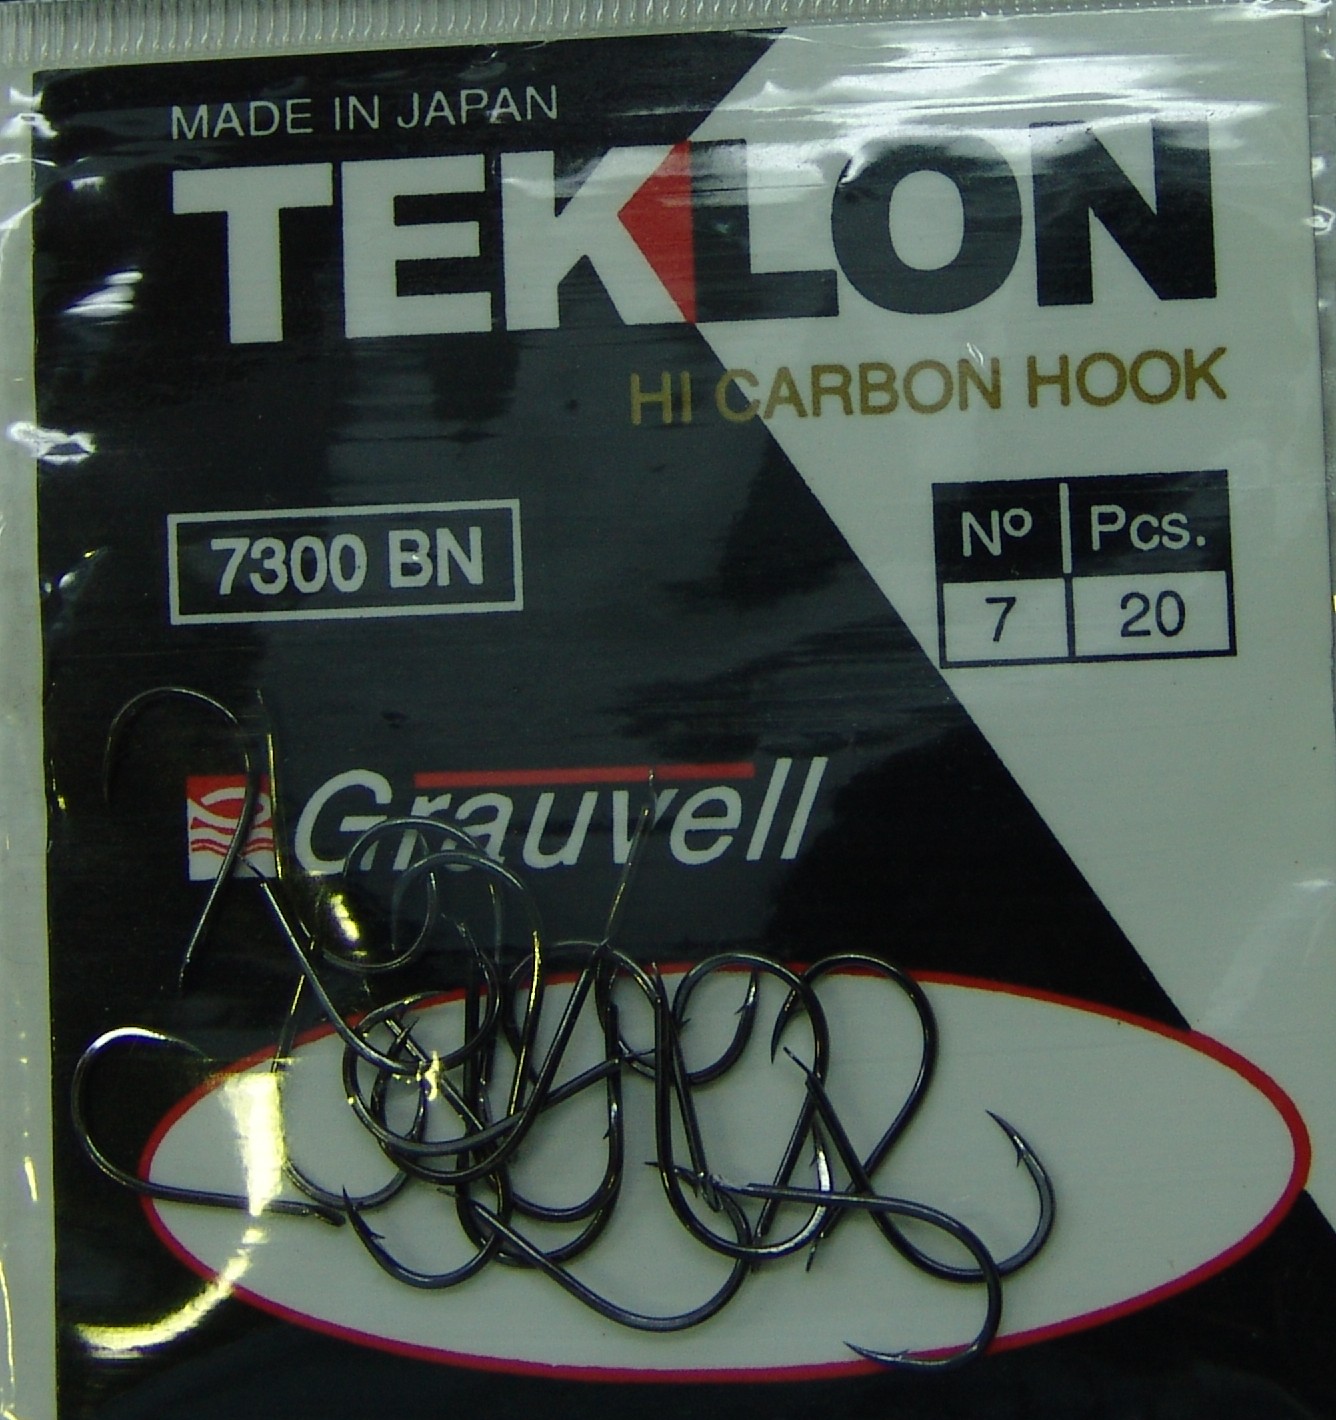 MADE IN JAPAN
TEKLON
HI CARBON HOOK
7300 BN
Nº Pcs.
7 20
Grauvell